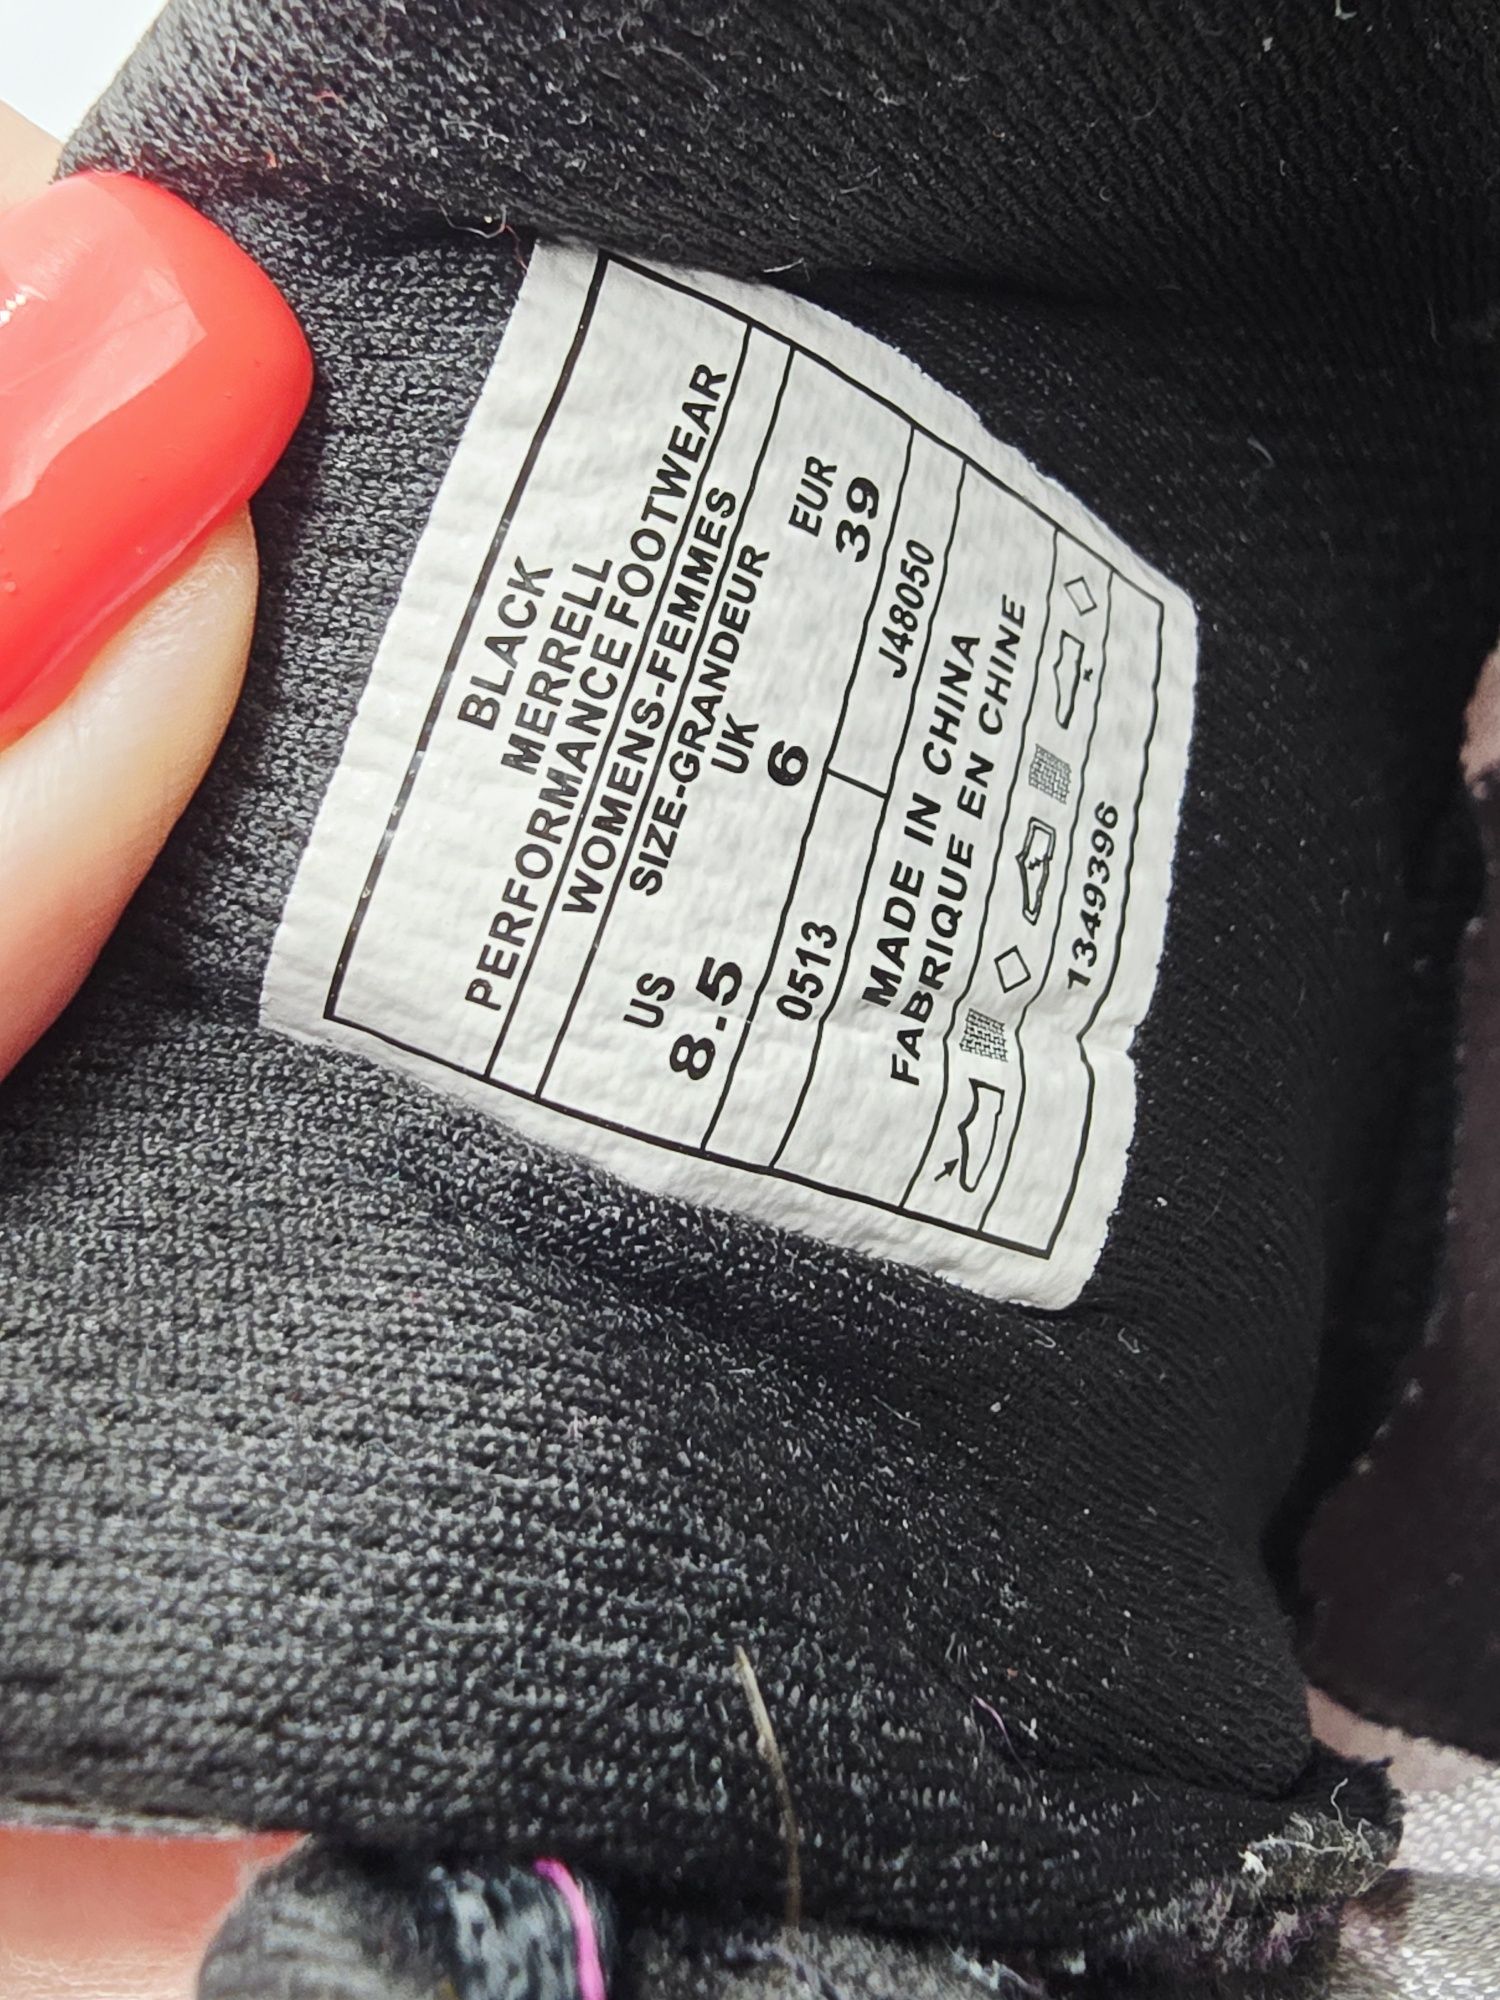 BLACK
MERRELL
PERFORMANCE FOOTWEAR
WOMENS-FEMMES
SIZE-GRANDEUR
US UK EUR
8.5 6 39
0513 J48050
MADE IN CHINA
FABRIQUE EN CHINE
1349396